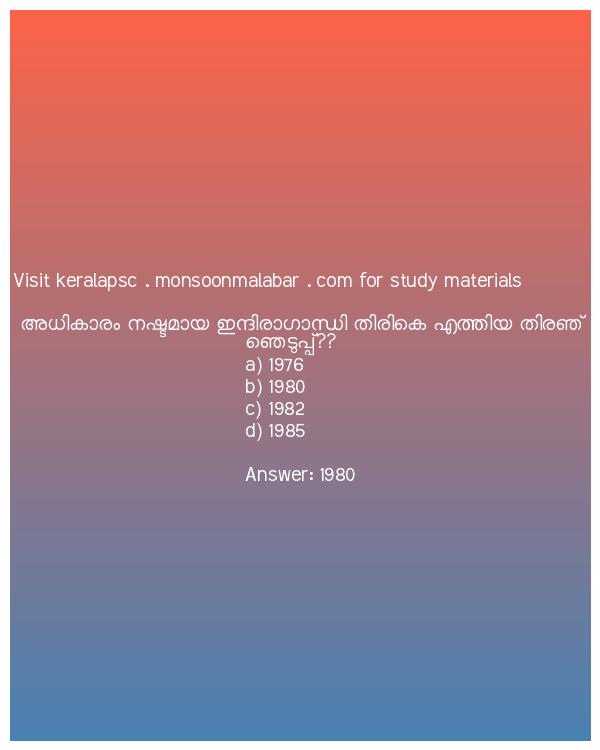 Visit keralapsc . monsoonmalabar . com for study materials
അധികാരം നഷ്ടമായ ഇന്ദിരാഗാന്ധി തിരികെ എത്തിയ തിരഞ്
ഞെടുപ്പ്??
a) 1976
b) 1980
c) 1982
d) 1985
Answer: 1980